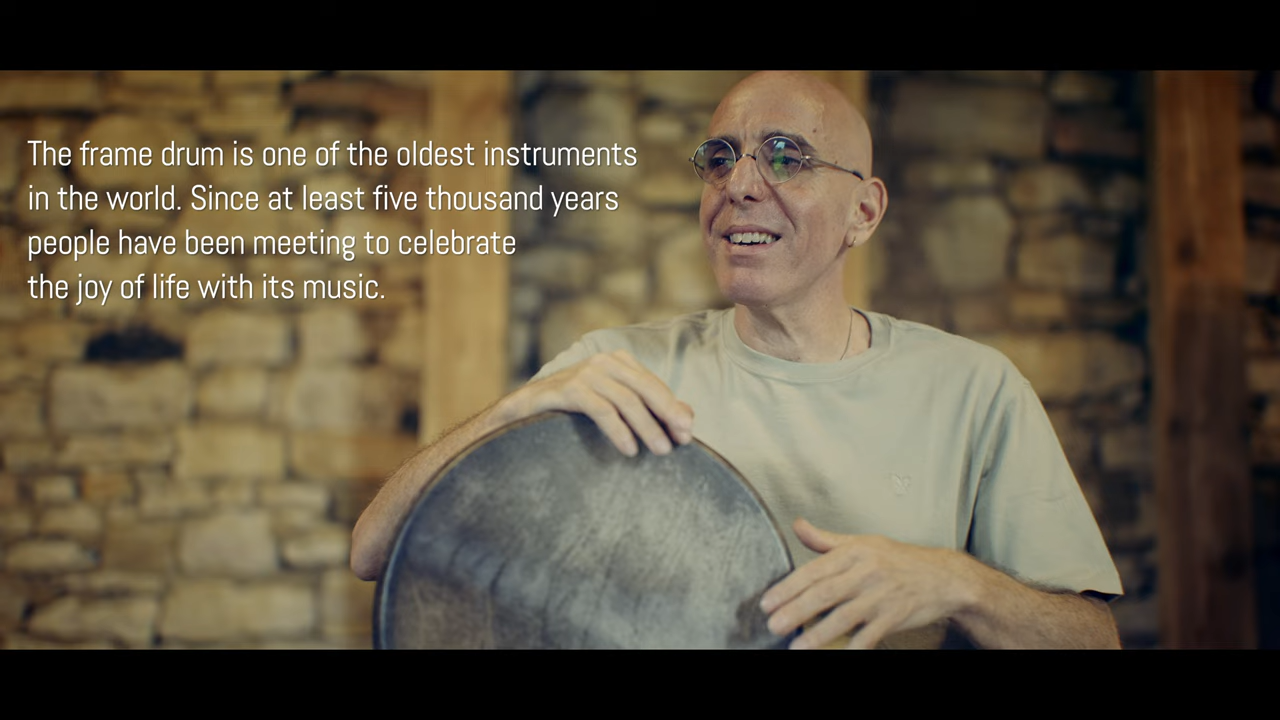 The frame drum is one of the oldest instruments
in the world. Since at least five thousand years
people have been meeting to celebrate
the joy of life with its music.